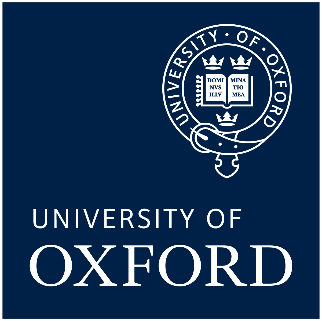 UNIVERSITY · OF · OXFORD
DOMI MINA
NVS TIO
ILLV MEA
UNIVERSITY OF
OXFORD